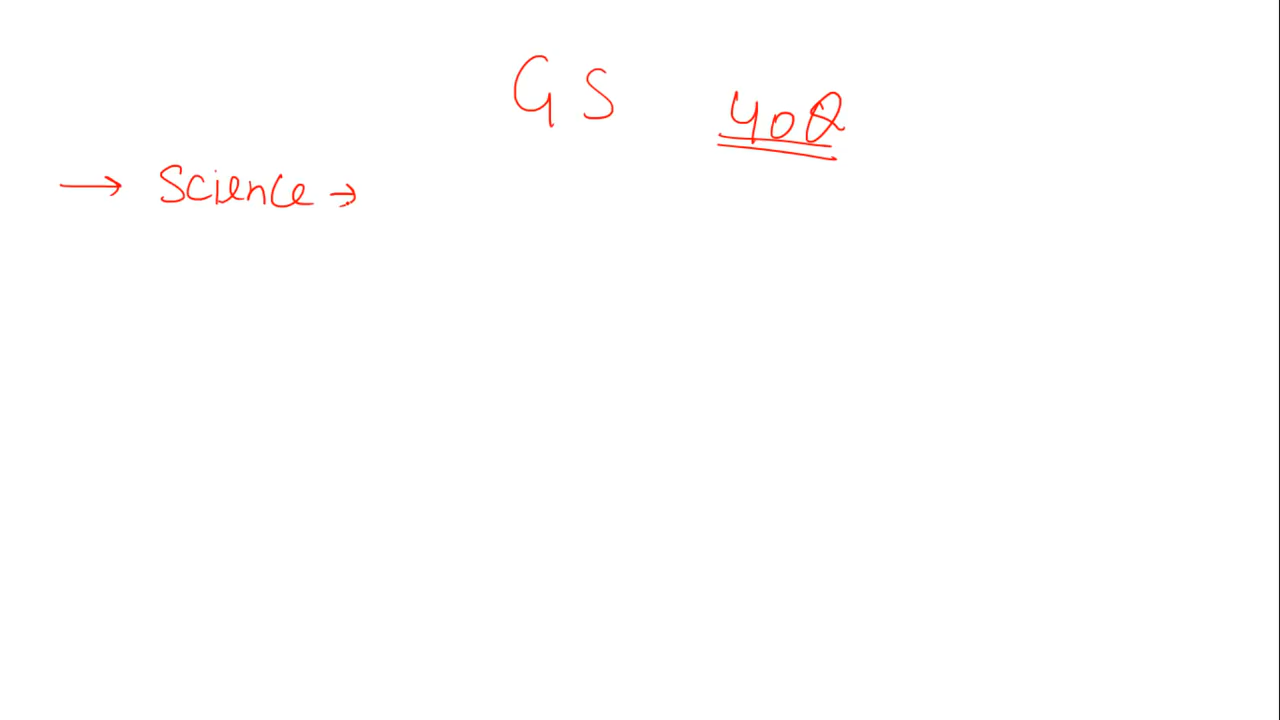 GS 40Q
→ Science →